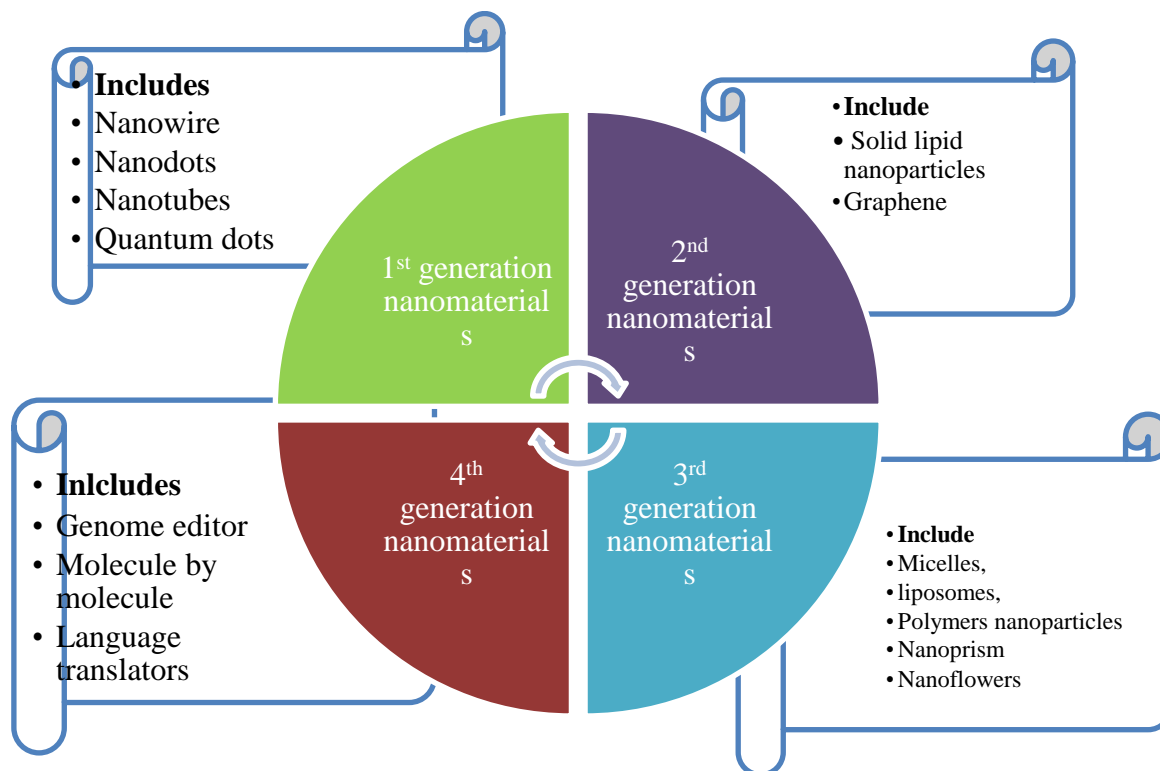 • Includes
• Nanowire
• Nanodots
• Nanotubes
• Quantum dots
1st generation
nanomaterial
s
2nd
generation
nanomaterial
s
• Include
• Solid lipid
nanoparticles
• Graphene
• Inlcludes
• Genome editor
• Molecule by
molecule
• Language
translators
4th
generation
nanomaterial
s
3rd
generation
nanomaterial
s
• Include
• Micelles,
• liposomes,
• Polymers nanoparticles
• Nanoprism
• Nanoflowers